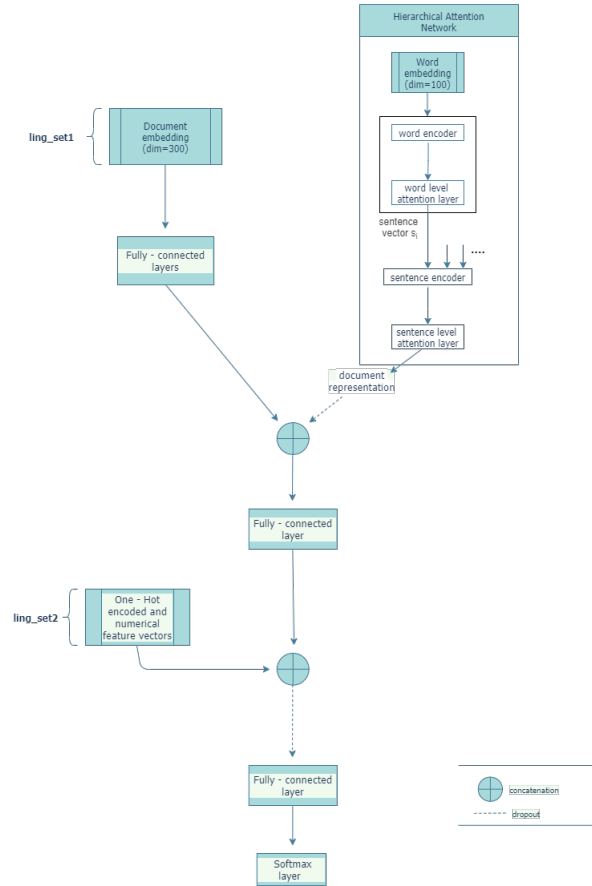 Hierarchical Attention
Network
Word
embedding
(dim=100)
word encoder
word level
attention layer
sentence
vector sᵢ
....
sentence encoder
sentence level
attention layer
document
representation
ling_set1
Document
embedding
(dim=300)
Fully - connected
layers
Fully - connected
layer
ling_set2
One - Hot
encoded and
numerical
feature vectors
Fully - connected
layer
Softmax
layer
concatenation
dropout